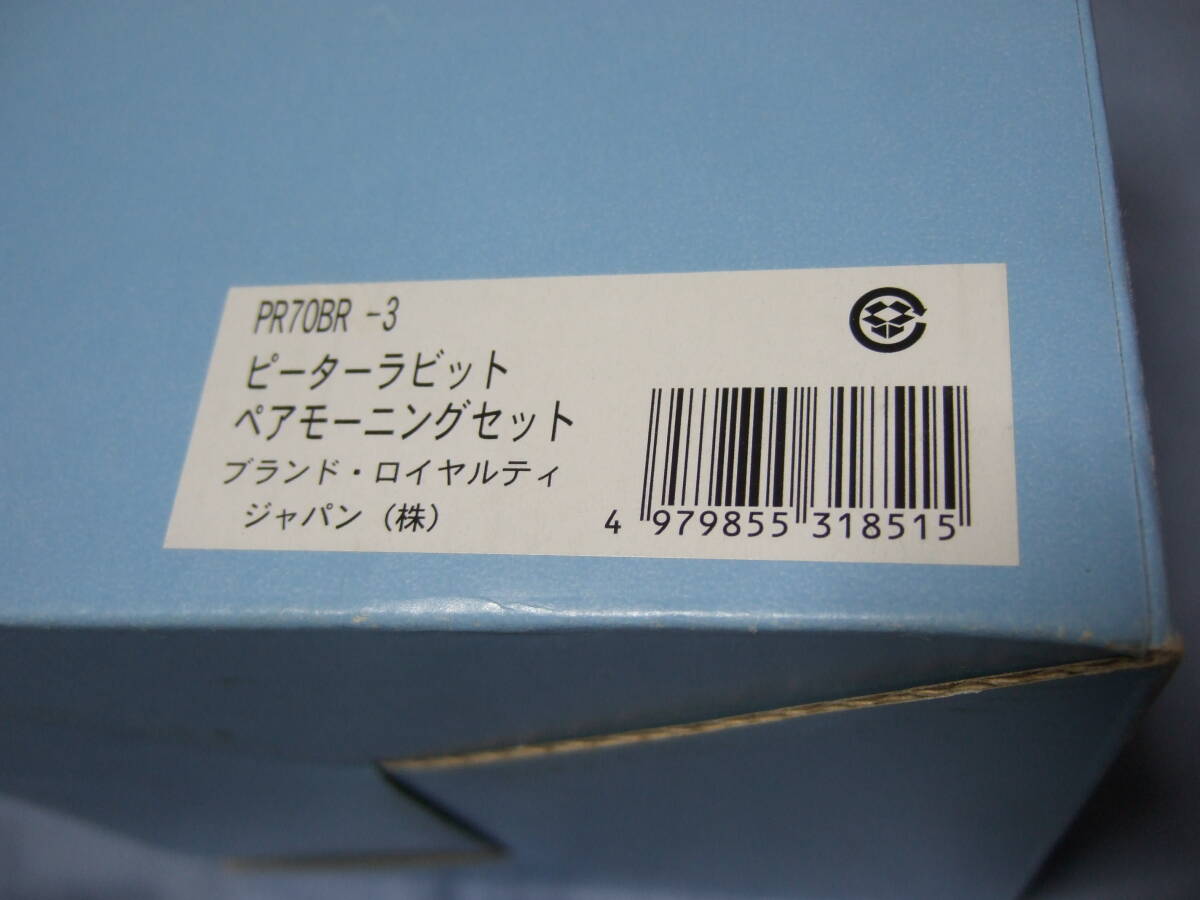 PR70BR -3
ピーターラビット
ペアモーニングセット
ブランド・ロイヤルティ
ジャパン（株）
4 979855 318515